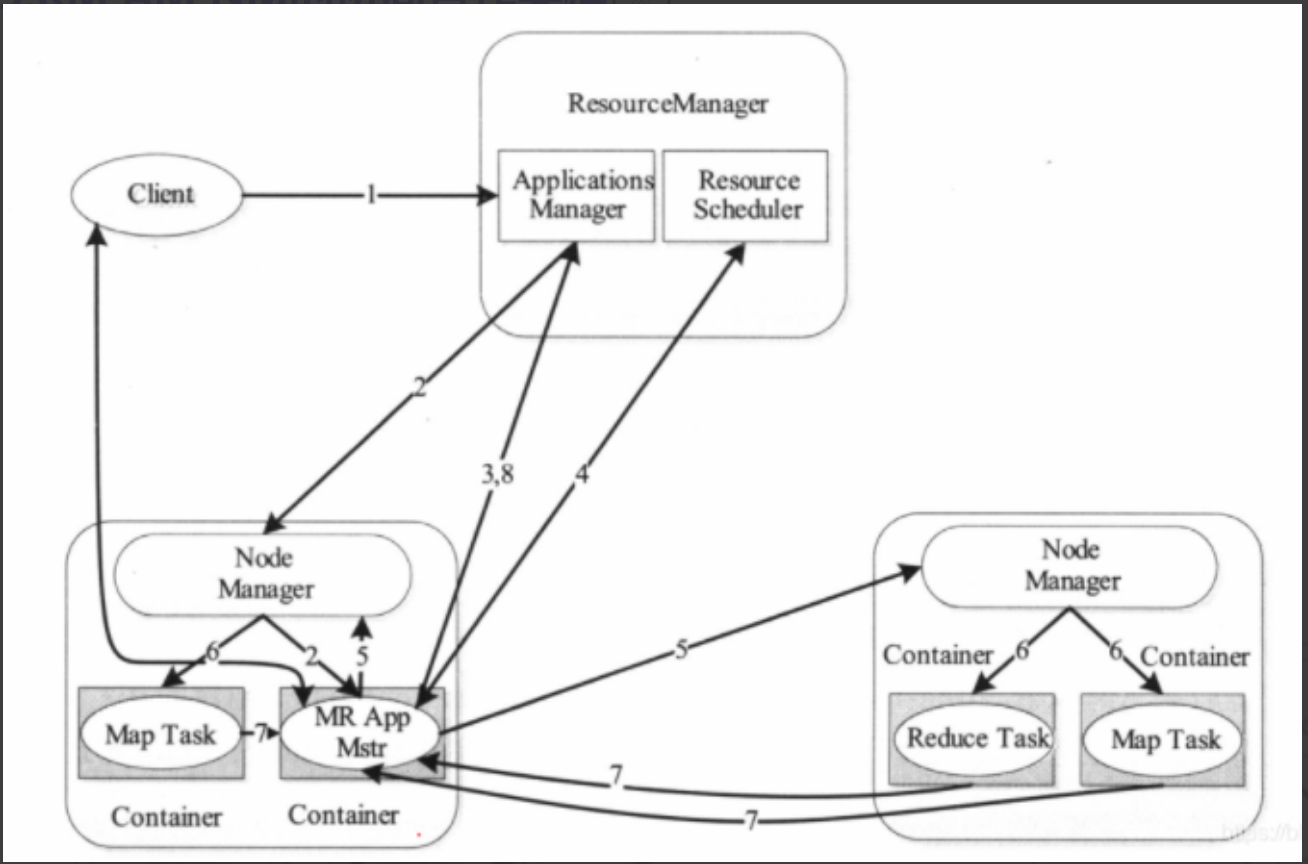 ResourceManager
Client
1
Applications
Manager
Resource
Scheduler
2
3,8
4
Node
Manager
6
2
5
Map Task
7
MR App
Mstr
Container
Container
5
Node
Manager
Container
6
6
Container
Reduce Task
Map Task
7
7